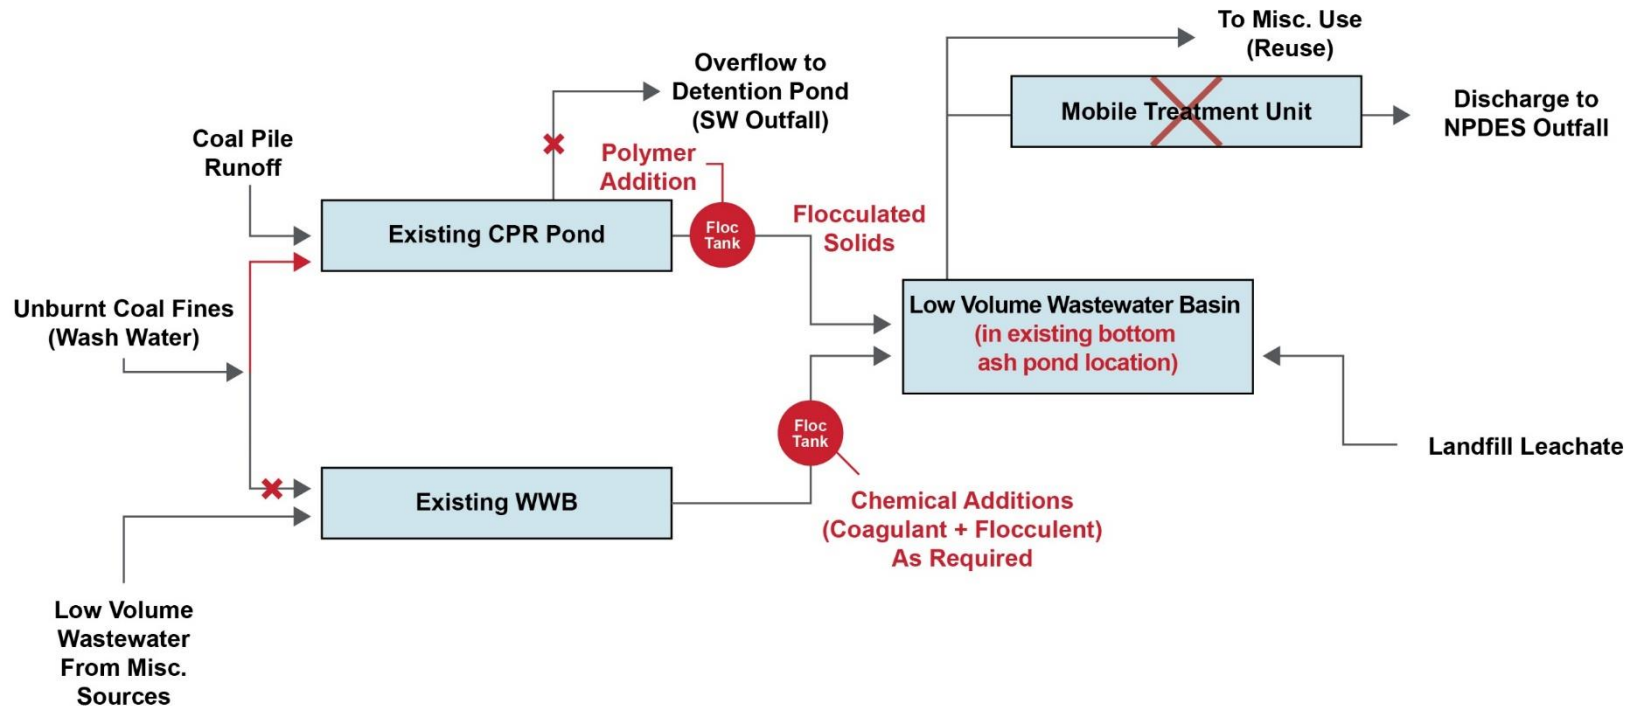 To Misc. Use
(Reuse)
Overflow to
Detention Pond
(SW Outfall)
Mobile Treatment Unit
Discharge to
NPDES Outfall
Coal Pile
Runoff
Polymer
Addition
Existing CPR Pond
Floc
Tank
Flocculated
Solids
Unburnt Coal Fines
(Wash Water)
Low Volume Wastewater Basin
(in existing bottom
ash pond location)
Floc
Tank
Landfill Leachate
Existing WWB
Chemical Additions
(Coagulant + Flocculent)
As Required
Low Volume
Wastewater
From Misc.
Sources